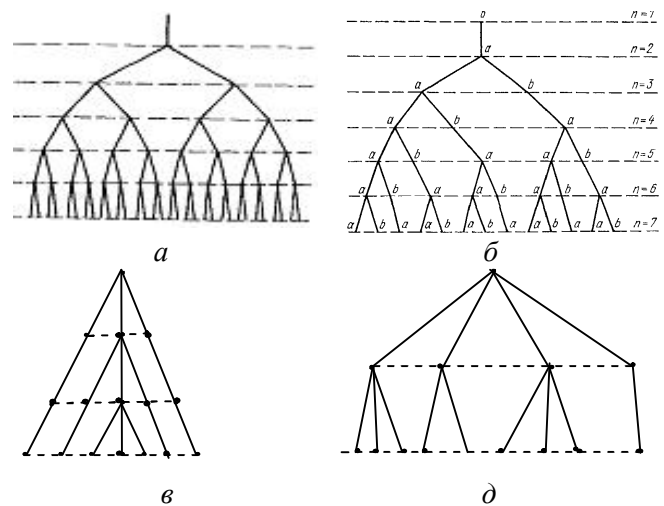 n=1
a n=2
a b n=3
a b a n=4
a b a a b n=5
a b a a b a b a n=6
a b a a b a b a a b a a b n=7
а б
в д